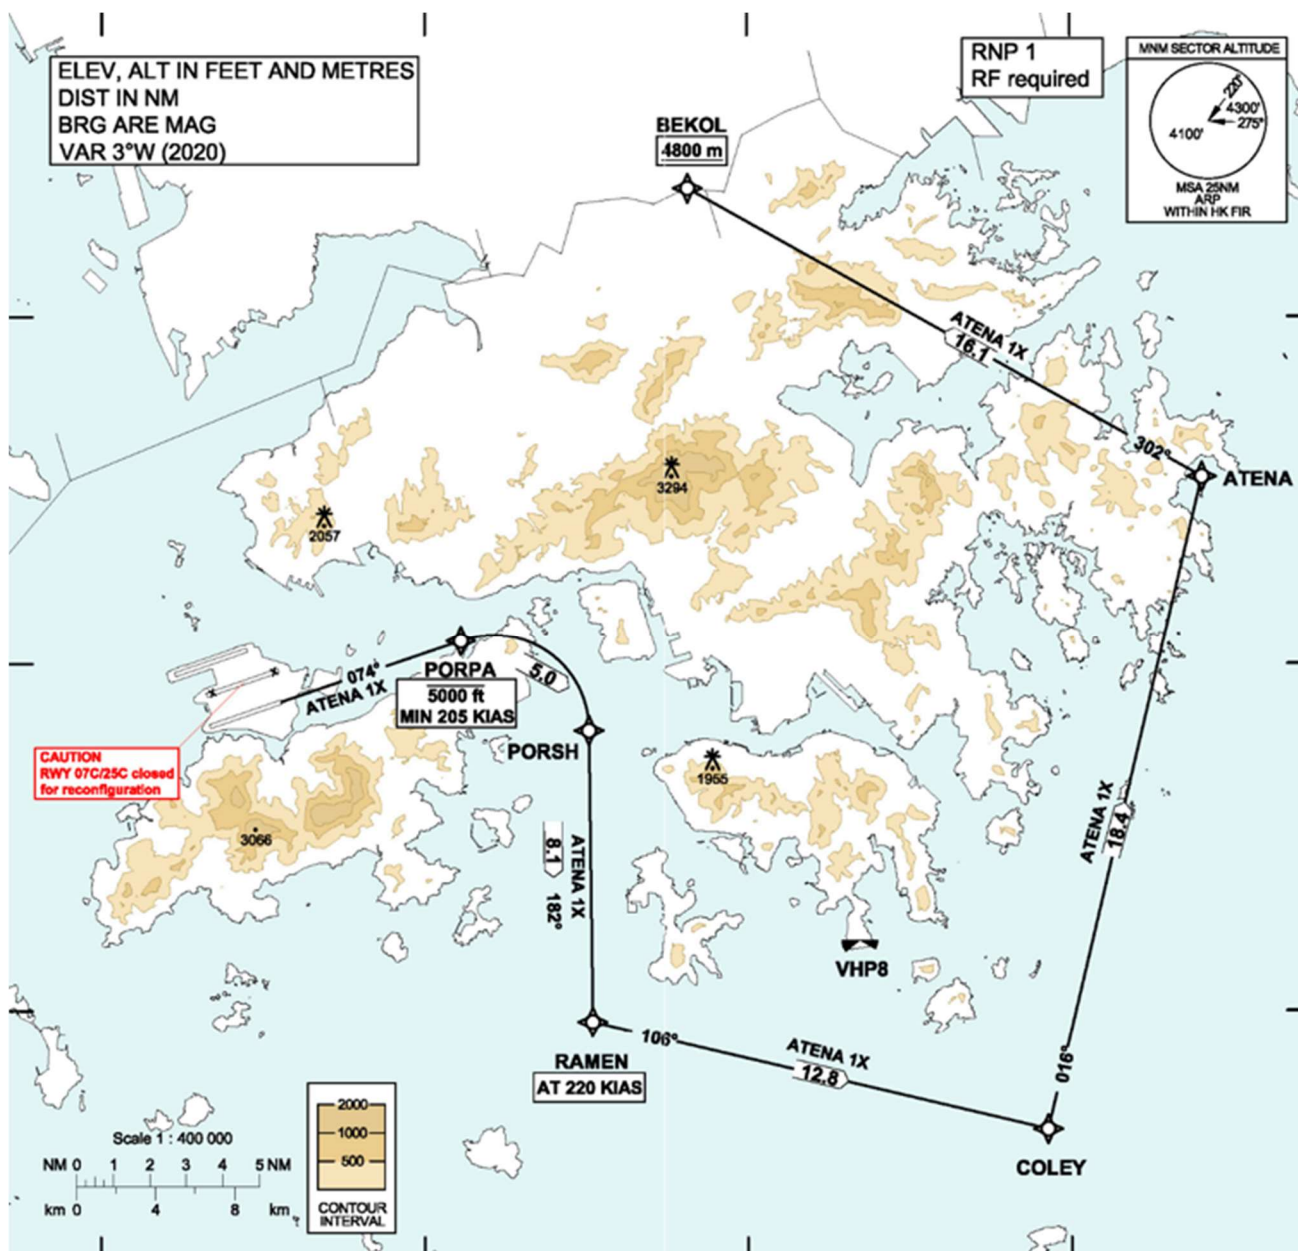 ELEV, ALT IN FEET AND METRES
DIST IN NM
BRG ARE MAG
VAR 3°W (2020)
RNP 1
RF required
MNM SECTOR ALTITUDE
220°
4300'
275°
4100'
MSA 25NM
ARP
WITHIN HK FIR
BEKOL
4800 m
ATENA 1X
16.1
302°
ATENA
3294
2057
074°
ATENA 1X
PORPA
5000 ft
MIN 205 KIAS
5.0
PORSH
CAUTION
RWY 07C/25C closed
for reconfiguration
1955
3066
ATENA 1X
8.1
182°
ATENA 1X
18.4
016°
VHP8
RAMEN
AT 220 KIAS
106°
ATENA 1X
12.8
COLEY
Scale 1 : 400 000
NM 0 1 2 3 4 5 NM
km 0 4 8 km
2000
1000
500
CONTOUR
INTERVAL